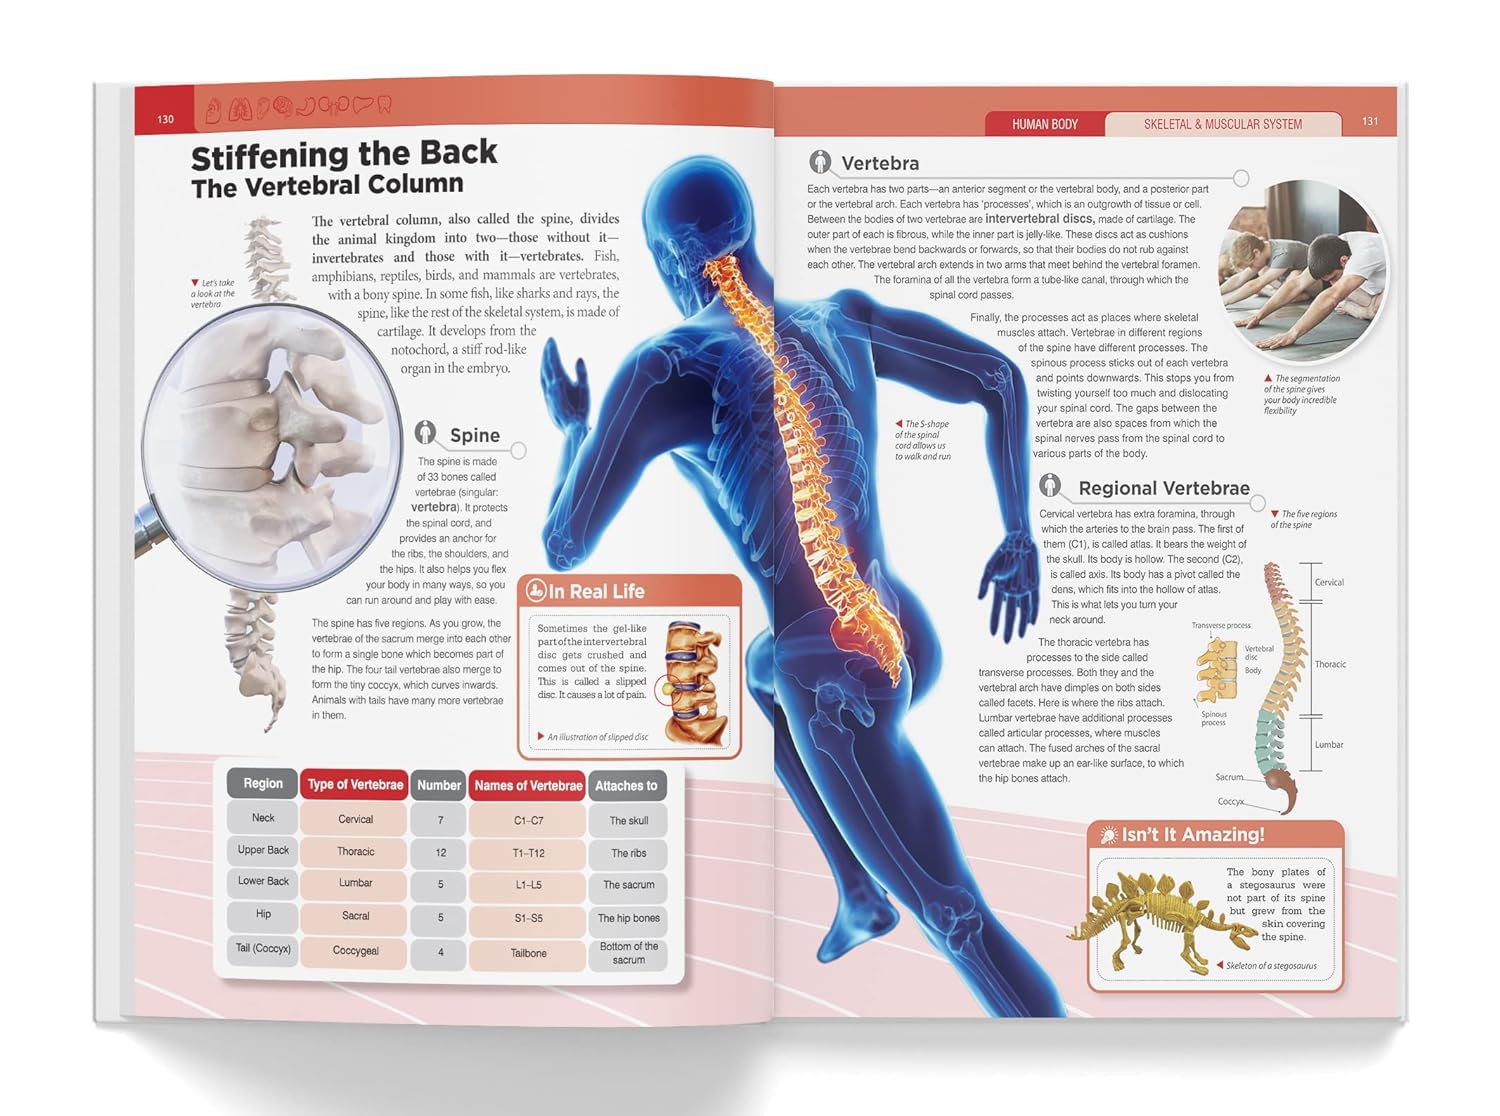 130
Stiffening the Back
The Vertebral Column
The vertebral column, also called the spine, divides
the animal kingdom into two—those without it—
invertebrates and those with it—vertebrates. Fish,
amphibians, reptiles, birds, and mammals are vertebrates,
with a bony spine. In some fish, like sharks and rays, the
spine, like the rest of the skeletal system, is made of
cartilage. It develops from the
notochord, a stiff rod-like
organ in the embryo.
Let's take
a look at the
vertebra
Spine
The spine is made
of 33 bones called
vertebrae (singular:
vertebra). It protects
the spinal cord, and
provides an anchor for
the ribs, the shoulders, and
the hips. It also helps you flex
your body in many ways, so you
can run around and play with ease.
The spine has five regions. As you grow, the
vertebrae of the sacrum merge into each other
to form a single bone which becomes part of
the hip. The four tail vertebrae also merge to
form the tiny coccyx, which curves inwards.
Animals with tails have many more vertebrae
in them.
In Real Life
Sometimes the gel-like
part of the intervertebral
disc gets crushed and
comes out of the spine.
This is called a slipped
disc. It causes a lot of pain.
An illustration of slipped disc
Region Type of Vertebrae Number Names of Vertebrae Attaches to
Neck Cervical 7 C1–C7 The skull
Upper Back Thoracic 12 T1–T12 The ribs
Lower Back Lumbar 5 L1–L5 The sacrum
Hip Sacral 5 S1–S5 The hip bones
Tail (Coccyx) Coccygeal 4 Tailbone Bottom of the
sacrum
HUMAN BODY SKELETAL & MUSCULAR SYSTEM 131
Vertebra
Each vertebra has two parts—an anterior segment or the vertebral body, and a posterior part
or the vertebral arch. Each vertebra has 'processes', which is an outgrowth of tissue or cell.
Between the bodies of two vertebrae are intervertebral discs, made of cartilage. The
outer part of each is fibrous, while the inner part is jelly-like. These discs act as cushions
when the vertebrae bend backwards or forwards, so that their bodies do not rub against
each other. The vertebral arch extends in two arms that meet behind the vertebral foramen.
The foramina of all the vertebra form a tube-like canal, through which the
spinal cord passes.
Finally, the processes act as places where skeletal
muscles attach. Vertebrae in different regions
of the spine have different processes. The
spinous process sticks out of each vertebra
and points downwards. This stops you from
twisting yourself too much and dislocating
your spinal cord. The gaps between the
vertebra are also spaces from which the
spinal nerves pass from the spinal cord to
various parts of the body.
The segmentation
of the spine gives
your body incredible
flexibility
The S-shape
of the spinal
cord allows us
to walk and run
Regional Vertebrae
Cervical vertebra has extra foramina, through
which the arteries to the brain pass. The first of
them (C1), is called atlas. It bears the weight of
the skull. Its body is hollow. The second (C2),
is called axis. Its body has a pivot called the
dens, which fits into the hollow of atlas.
This is what lets you turn your
neck around.
The thoracic vertebra has
processes to the side called
transverse processes. Both they and the
vertebral arch have dimples on both sides
called facets. Here is where the ribs attach.
Lumbar vertebrae have additional processes
called articular processes, where muscles
can attach. The fused arches of the sacral
vertebrae make up an ear-like surface, to which
the hip bones attach.
The five regions
of the spine
Cervical
Transverse process
Vertebral
disc
Body
Thoracic
Spinous
process
Lumbar
Sacrum
Coccyx
Isn't It Amazing!
The bony plates of
a stegosaurus were
not part of its spine
but grew from the
skin covering
the spine.
Skeleton of a stegosaurus